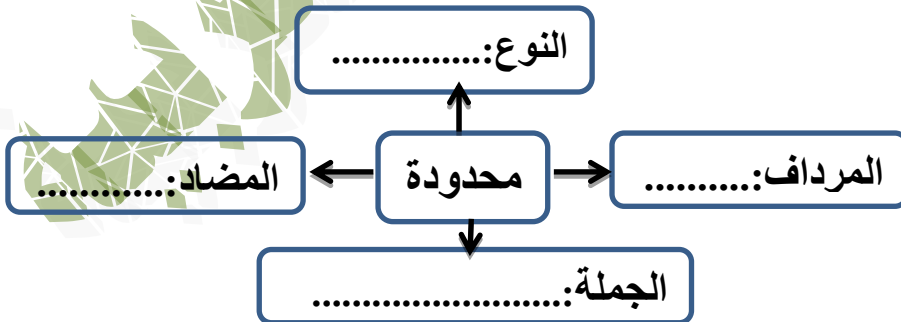 النوع:...............
المرداف:..........
محدودة
المضاد:............
الجملة:........................